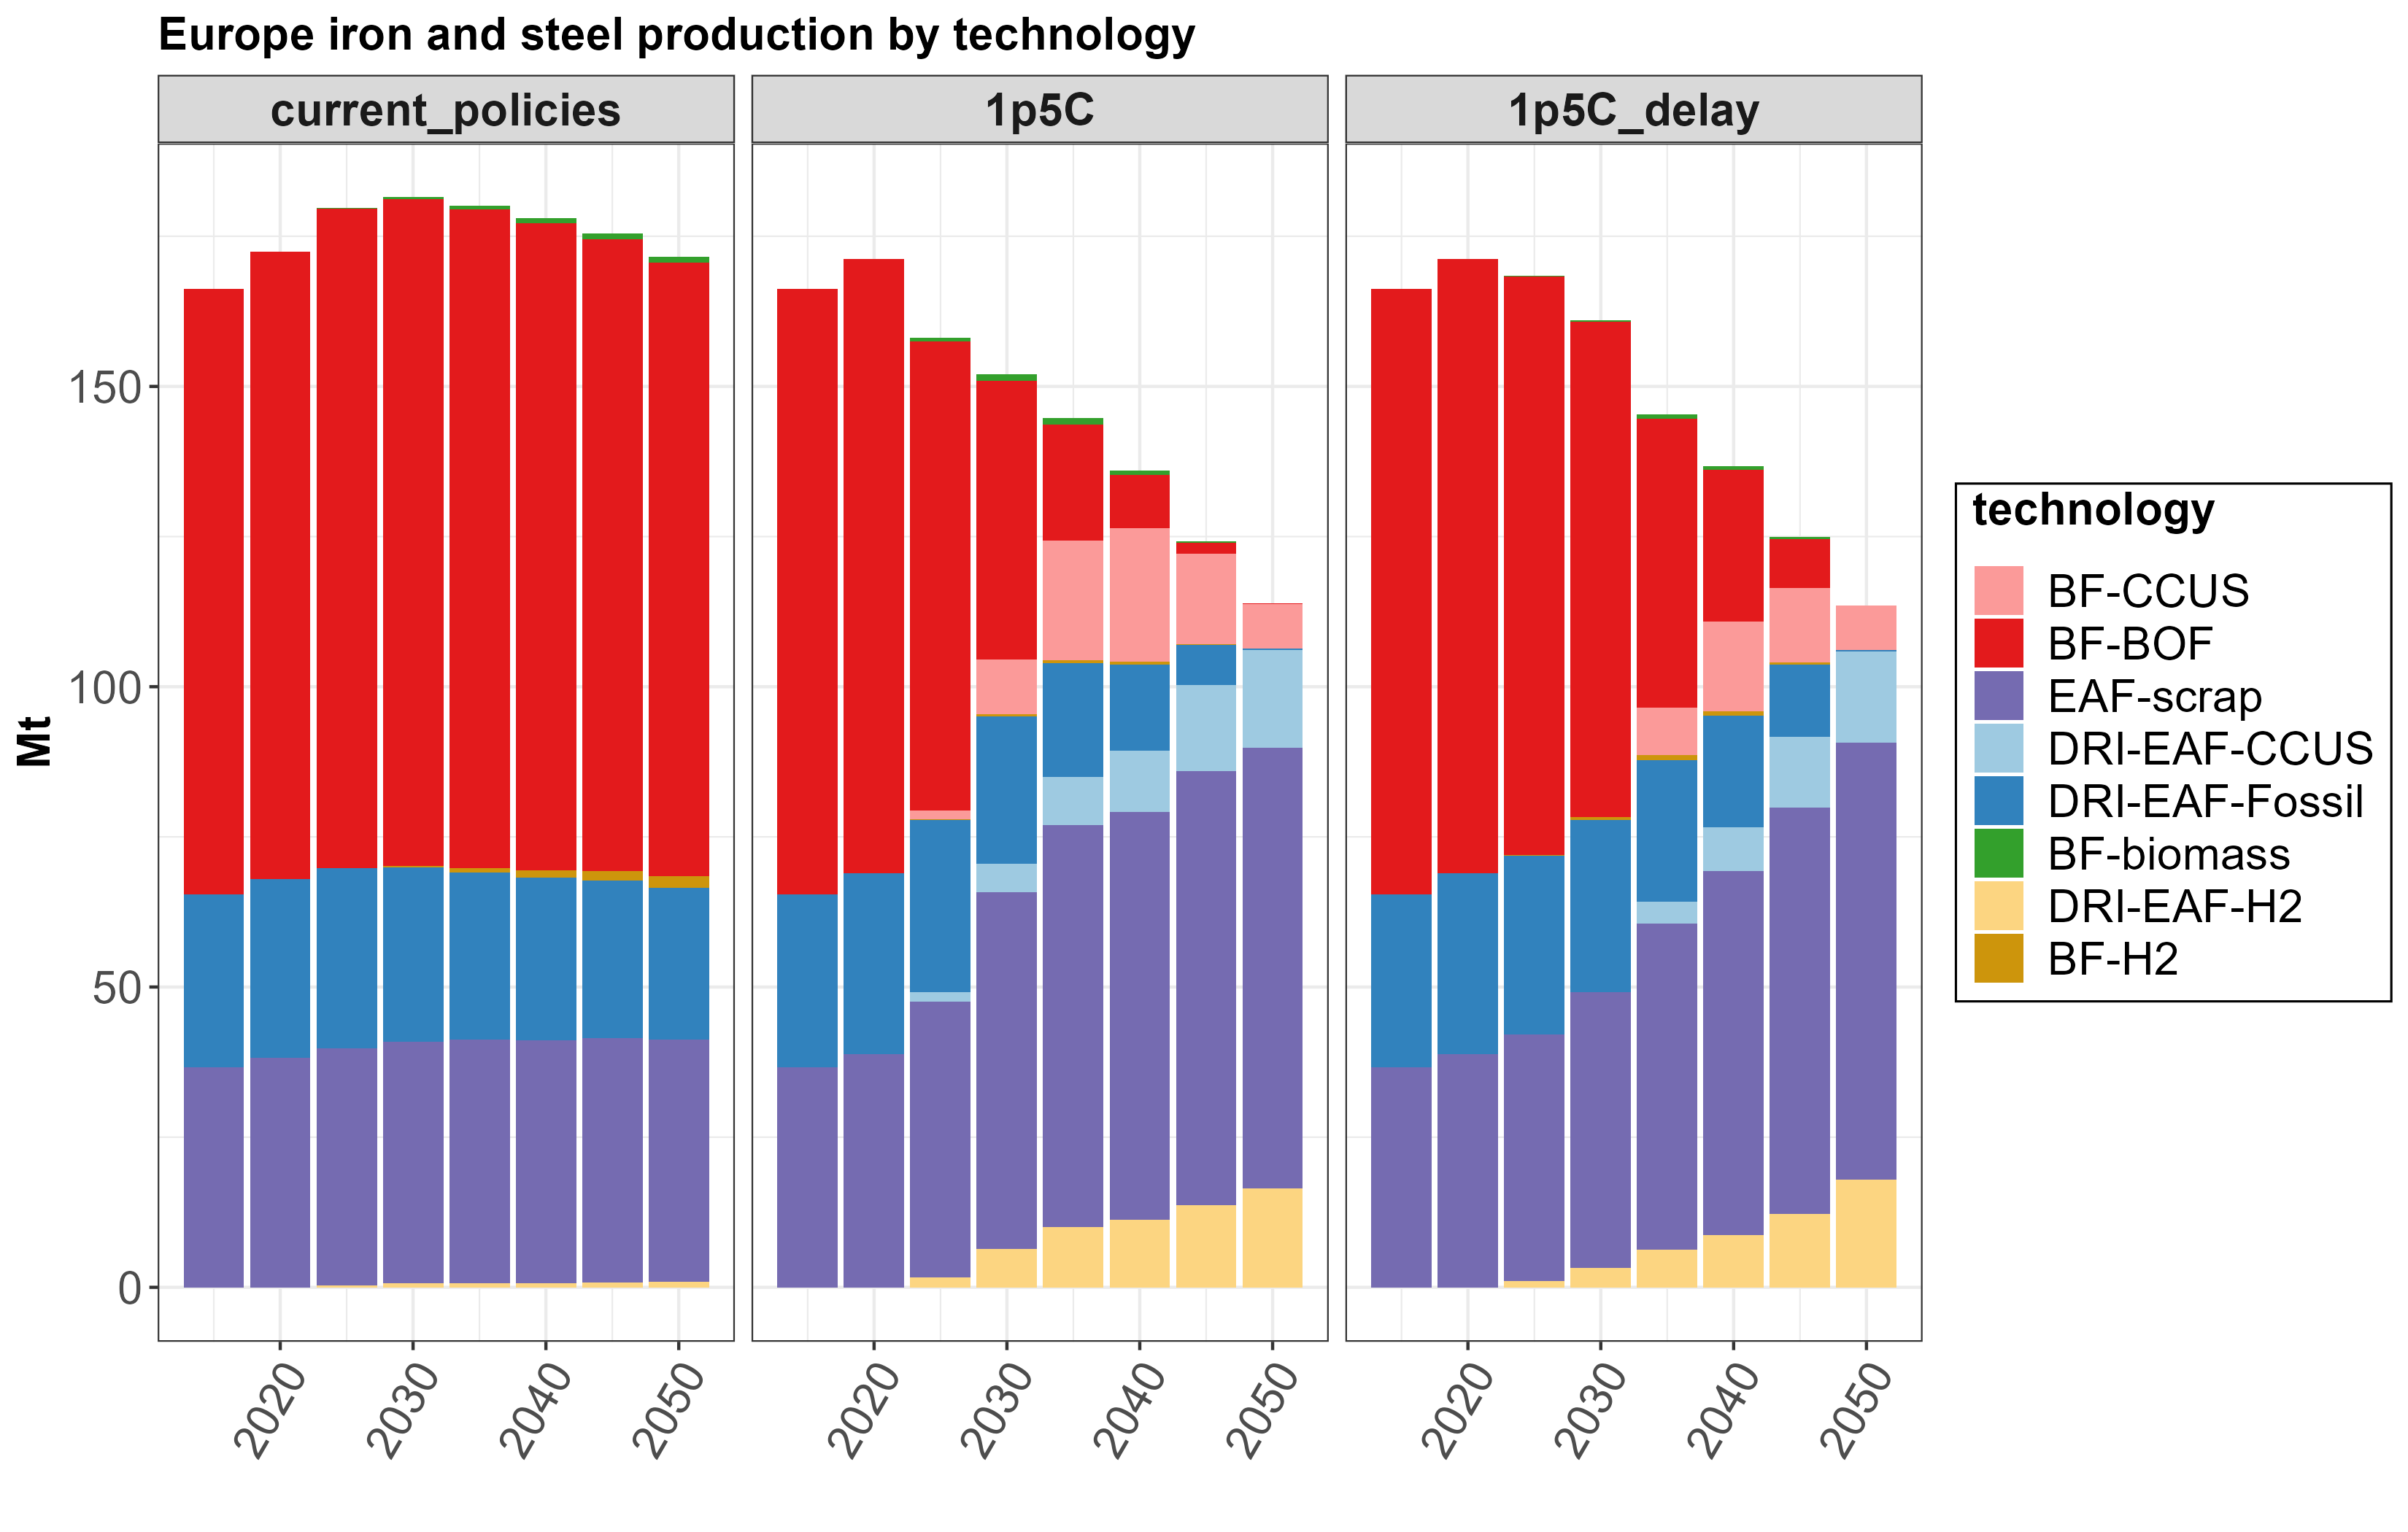 Europe iron and steel production by technology
current_policies
1p5C
1p5C_delay
Mt
150
100
50
0
2020
2030
2040
2050
2020
2030
2040
2050
2020
2030
2040
2050
technology
BF-CCUS
BF-BOF
EAF-scrap
DRI-EAF-CCUS
DRI-EAF-Fossil
BF-biomass
DRI-EAF-H2
BF-H2